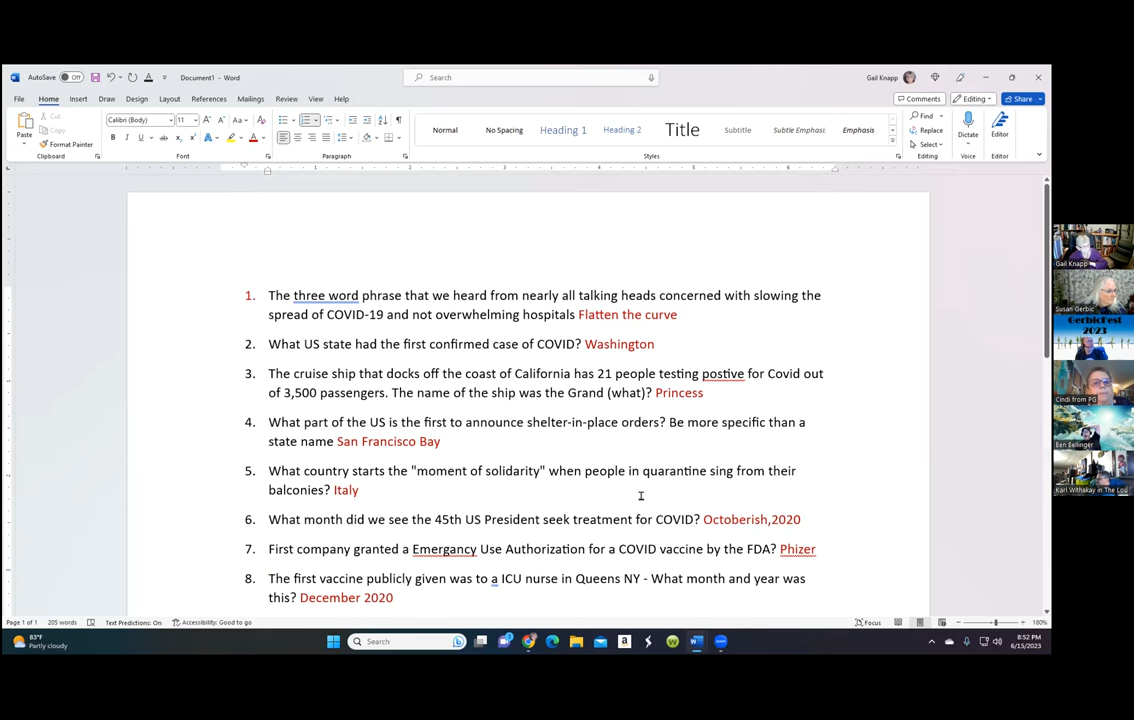 AutoSave Off Document1 - Word Search Gail Knapp
File Home Insert Draw Design Layout References Mailings Review View Help Comments Editing Share
Paste Cut Copy Format Painter Clipboard
Calibri (Body) 11 Font
Paragraph
Normal No Spacing Heading 1 Heading 2 Title Subtitle Subtle Emphasis Emphasis Styles
Find Replace Select Editing
Dictate Voice
Editor Editor
1. The three word phrase that we heard from nearly all talking heads concerned with slowing the
spread of COVID-19 and not overwhelming hospitals Flatten the curve
2. What US state had the first confirmed case of COVID? Washington
3. The cruise ship that docks off the coast of California has 21 people testing postive for Covid out
of 3,500 passengers. The name of the ship was the Grand (what)? Princess
4. What part of the US is the first to announce shelter-in-place orders? Be more specific than a
state name San Francisco Bay
5. What country starts the "moment of solidarity" when people in quarantine sing from their
balconies? Italy
6. What month did we see the 45th US President seek treatment for COVID? Octoberish,2020
7. First company granted a Emergancy Use Authorization for a COVID vaccine by the FDA? Phizer
8. The first vaccine publicly given was to a ICU nurse in Queens NY - What month and year was
this? December 2020
Page 1 of 1 205 words Text Predictions: On Accessibility: Good to go Focus 180%
83°F
Partly cloudy
Search
8:52 PM
6/15/2023
Gail Knapp
Susan Gerbic
GerbicFest
2023
Cindi from PG
Ben Bellinger
Karl Withakay in The Lou